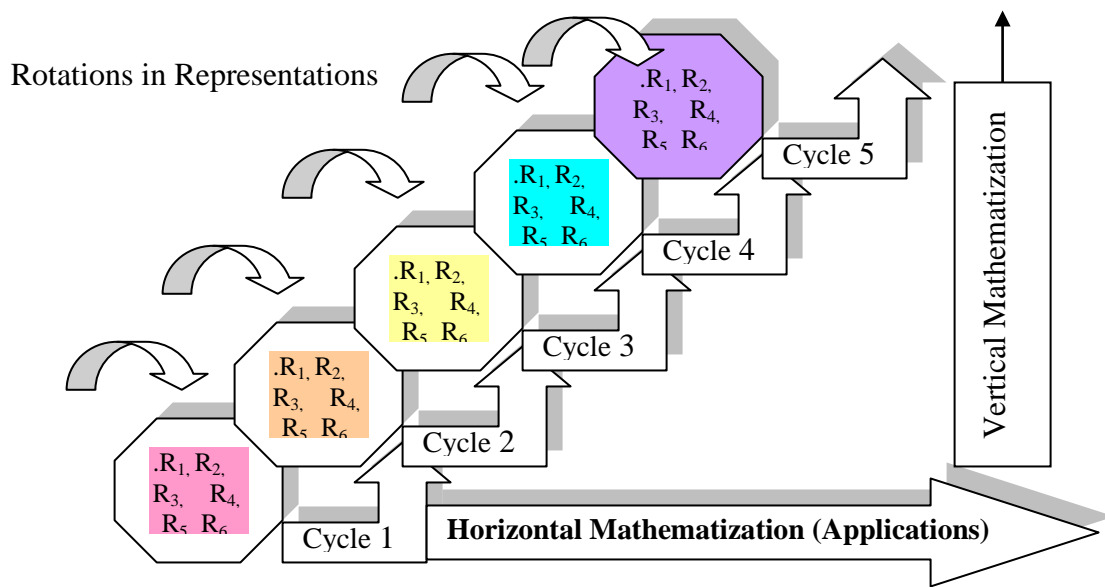 Rotations in Representations
.R₁, R₂,
R₃, R₄,
R₅ R₆
Cycle 5
.R₁, R₂,
R₃, R₄,
R₅ R₆
Cycle 4
.R₁, R₂,
R₃, R₄,
R₅ R₆
Cycle 3
.R₁, R₂,
R₃, R₄,
R₅ R₆
Cycle 2
.R₁, R₂,
R₃, R₄,
R₅ R₆
Cycle 1
Horizontal Mathematization (Applications)
Vertical Mathematization